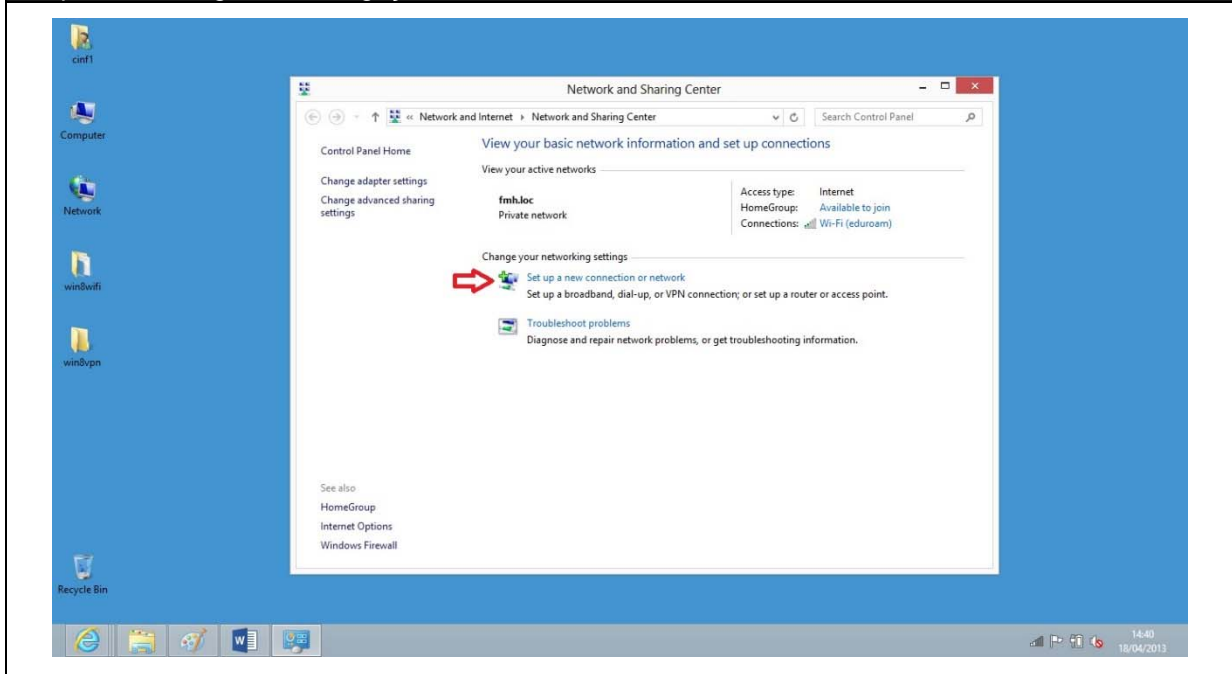 cinf1
Computer
Network
win8wifi
win8vpn
Recycle Bin
Network and Sharing Center
« Network and Internet › Network and Sharing Center
Search Control Panel
Control Panel Home
Change adapter settings
Change advanced sharing
settings
See also
HomeGroup
Internet Options
Windows Firewall
View your basic network information and set up connections
View your active networks
fmh.loc
Private network
Access type: Internet
HomeGroup: Available to join
Connections: Wi-Fi (eduroam)
Change your networking settings
Set up a new connection or network
Set up a broadband, dial-up, or VPN connection; or set up a router or access point.
Troubleshoot problems
Diagnose and repair network problems, or get troubleshooting information.
14:40
18/04/2013